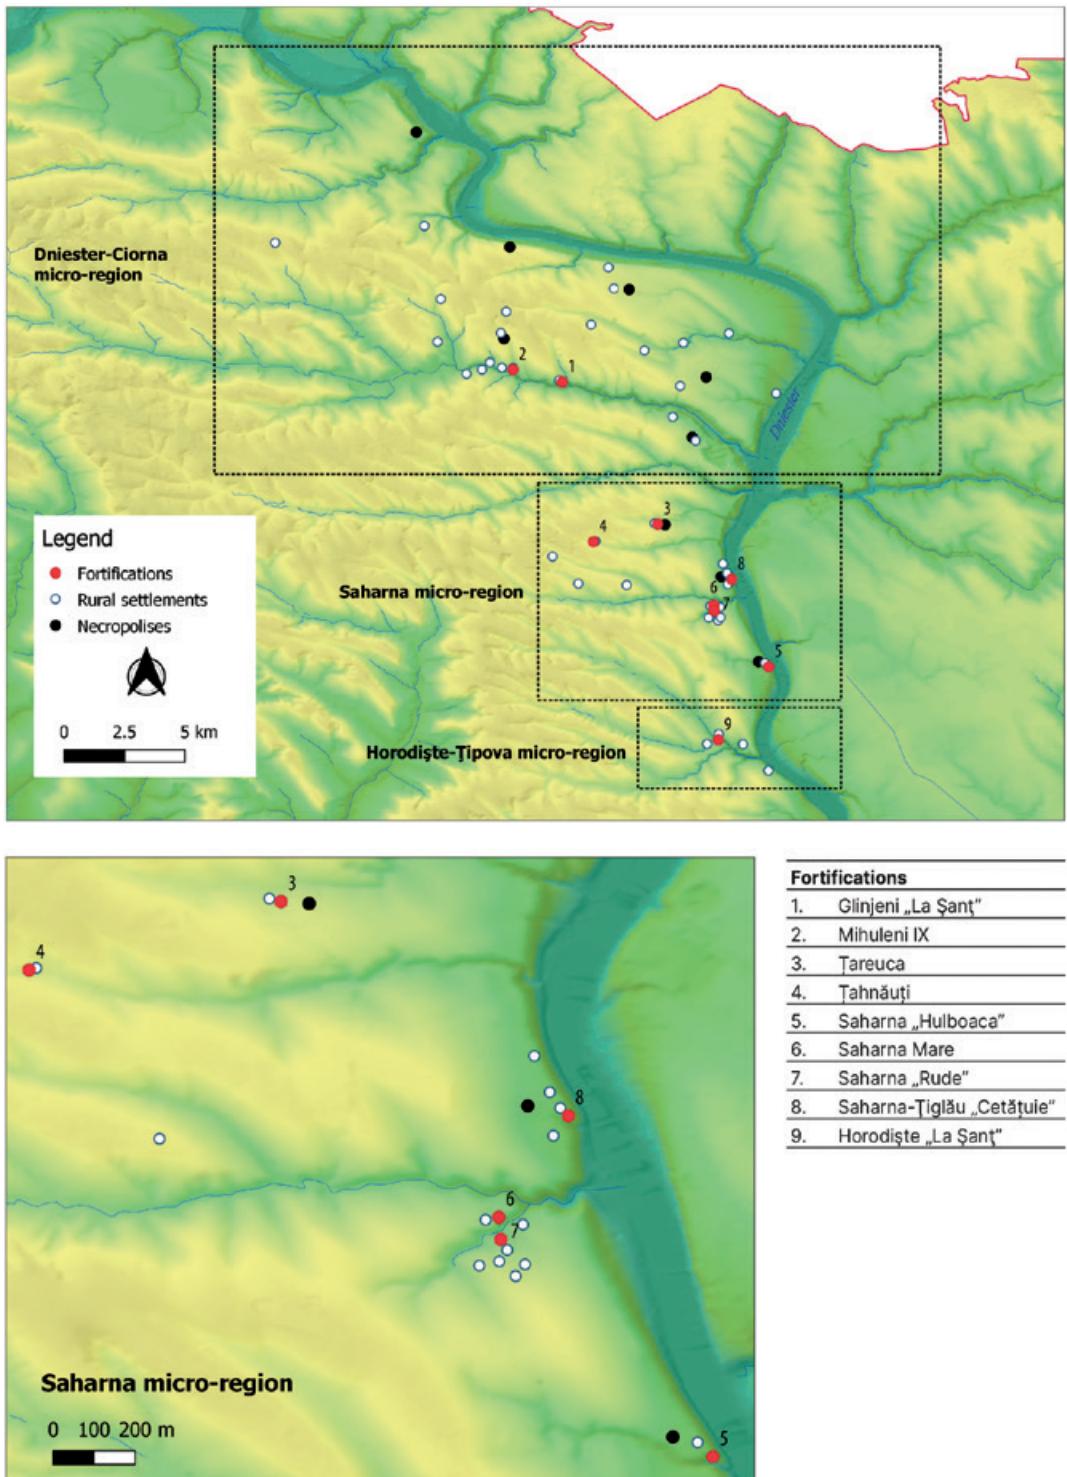 Dniester-Ciorna
micro-region
2
1
Dniester
Legend
Fortifications
Rural settlements
Necropolises
0 2.5 5 km
3
4
8
Saharna micro-region
6
7
5
9
Horodişte-Ţipova micro-region
3
4
8
6
7
Saharna micro-region
0 100 200 m
5
Fortifications
1. Glinjeni „La Şanţ”
2. Mihuleni IX
3. Ţareuca
4. Ţahnăuţi
5. Saharna „Hulboaca”
6. Saharna Mare
7. Saharna „Rude”
8. Saharna-Ţiglău „Cetăţuie”
9. Horodişte „La Şanţ”